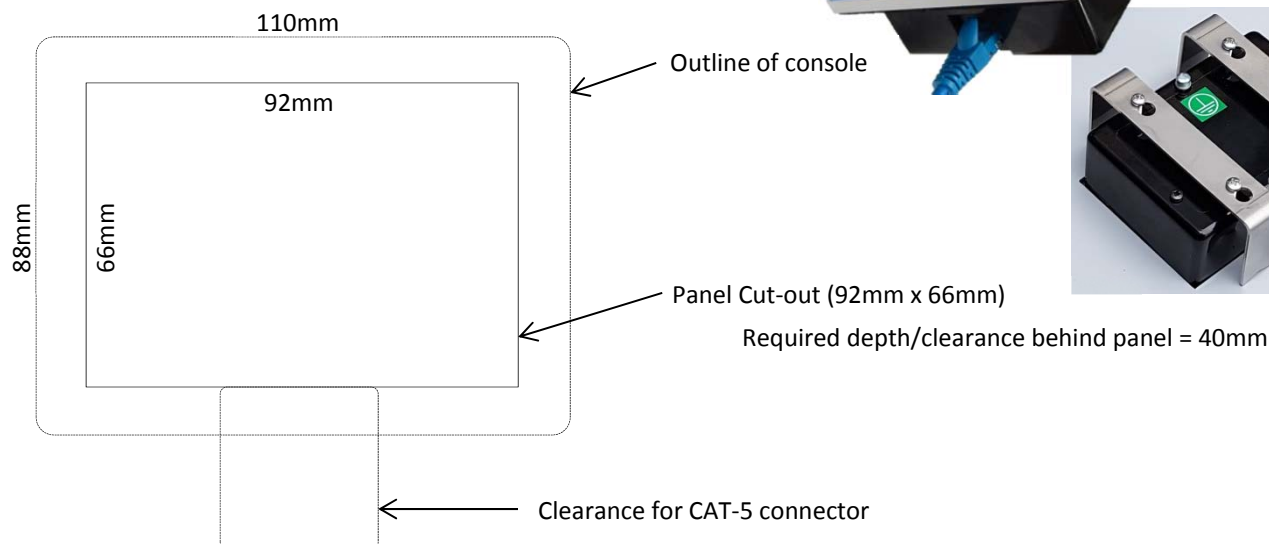 110mm
Outline of console
92mm
88mm
66mm
Panel Cut-out (92mm x 66mm)
Required depth/clearance behind panel = 40mm
Clearance for CAT-5 connector